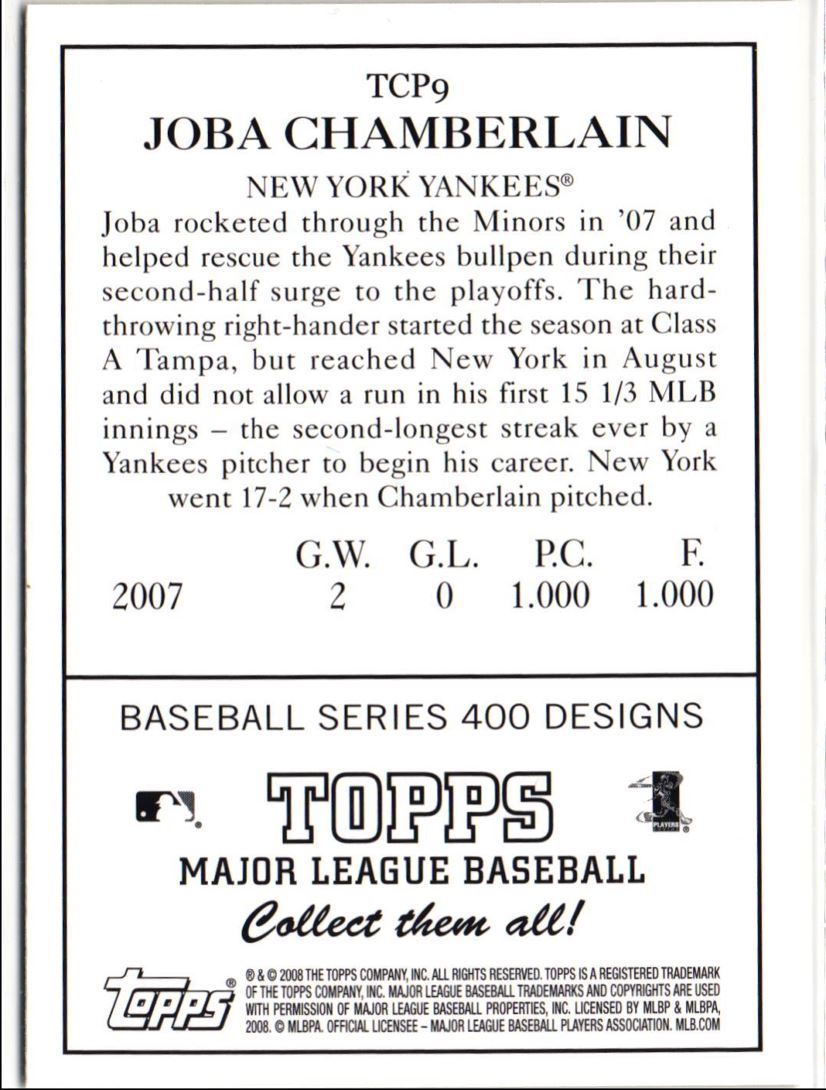 TCP9
JOBA CHAMBERLAIN
NEW YORK YANKEES®
Joba rocketed through the Minors in '07 and
helped rescue the Yankees bullpen during their
second-half surge to the playoffs. The hard-
throwing right-hander started the season at Class
A Tampa, but reached New York in August
and did not allow a run in his first 15 1/3 MLB
innings – the second-longest streak ever by a
Yankees pitcher to begin his career. New York
went 17-2 when Chamberlain pitched.
G.W. G.L. P.C. F.
2007 2 0 1.000 1.000
BASEBALL SERIES 400 DESIGNS
TOPPS
MAJOR LEAGUE BASEBALL
Collect them all!
PLAYERS
Topps®
® & © 2008 THE TOPPS COMPANY, INC. ALL RIGHTS RESERVED. TOPPS IS A REGISTERED TRADEMARK
OF THE TOPPS COMPANY, INC. MAJOR LEAGUE BASEBALL TRADEMARKS AND COPYRIGHTS ARE USED
WITH PERMISSION OF MAJOR LEAGUE BASEBALL PROPERTIES, INC. LICENSED BY MLBP & MLBPA,
2008. © MLBPA. OFFICIAL LICENSEE – MAJOR LEAGUE BASEBALL PLAYERS ASSOCIATION. MLB.COM